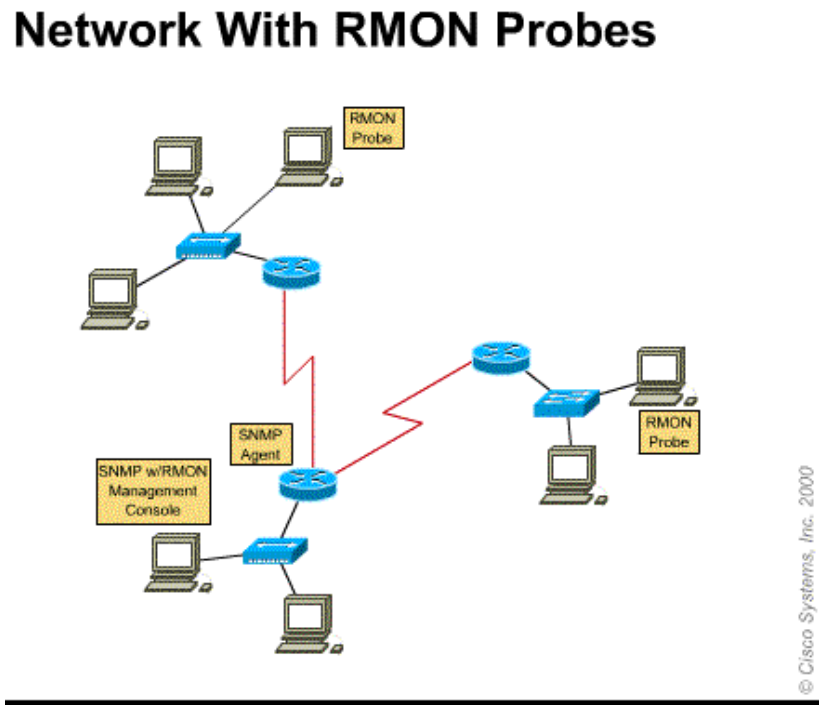 Network With RMON Probes
RMON
Probe
SNMP
Agent
SNMP w/RMON
Management
Console
RMON
Probe
© Cisco Systems, Inc. 2000